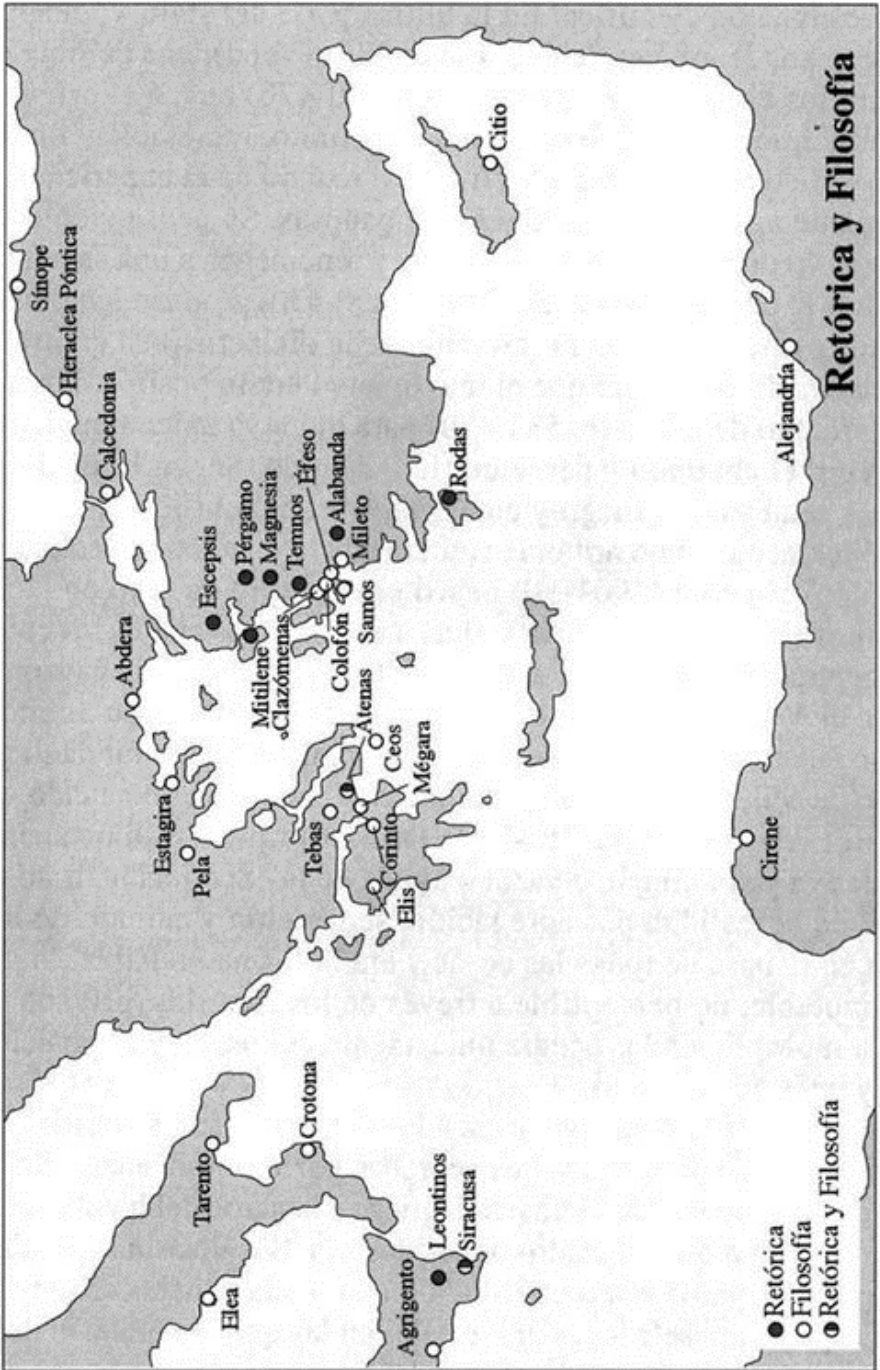 Retórica y Filosofía
Sínope
Heraclea Póntica
Calcedonia
Citio
Abdera
Escepsis
Pérgamo
Magnesia
Temnos
Éfeso
Alabanda
Mileto
Rodas
Mitilene
Clazómenas
Colofón
Samos
Estagira
Pela
Tebas
Atenas
Ceos
Mégara
Corinto
Elis
Alejandría
Cirene
Tarento
Crotona
Elea
Agrigento
Leontinos
Siracusa
Retórica
Filosofía
Retórica y Filosofía